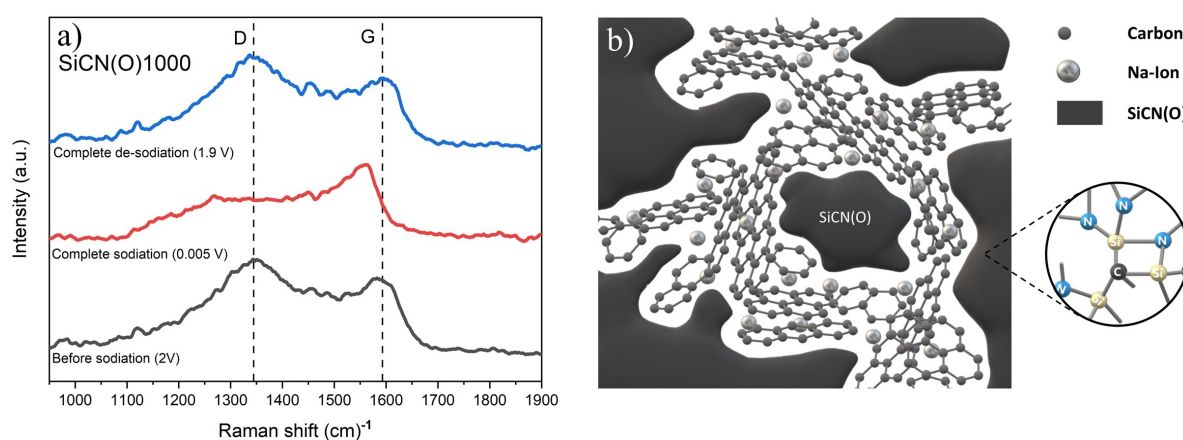 a)
D
G
SiCN(O)1000
Complete de-sodiation (1.9 V)
Complete sodiation (0.005 V)
Before sodiation (2V)
Intensity (a.u.)
1000 1100 1200 1300 1400 1500 1600 1700 1800 1900
Raman shift (cm)-1
b)
SiCN(O)
Carbon
Na-Ion
SiCN(O)
N
N
Si
N
C
Si
N